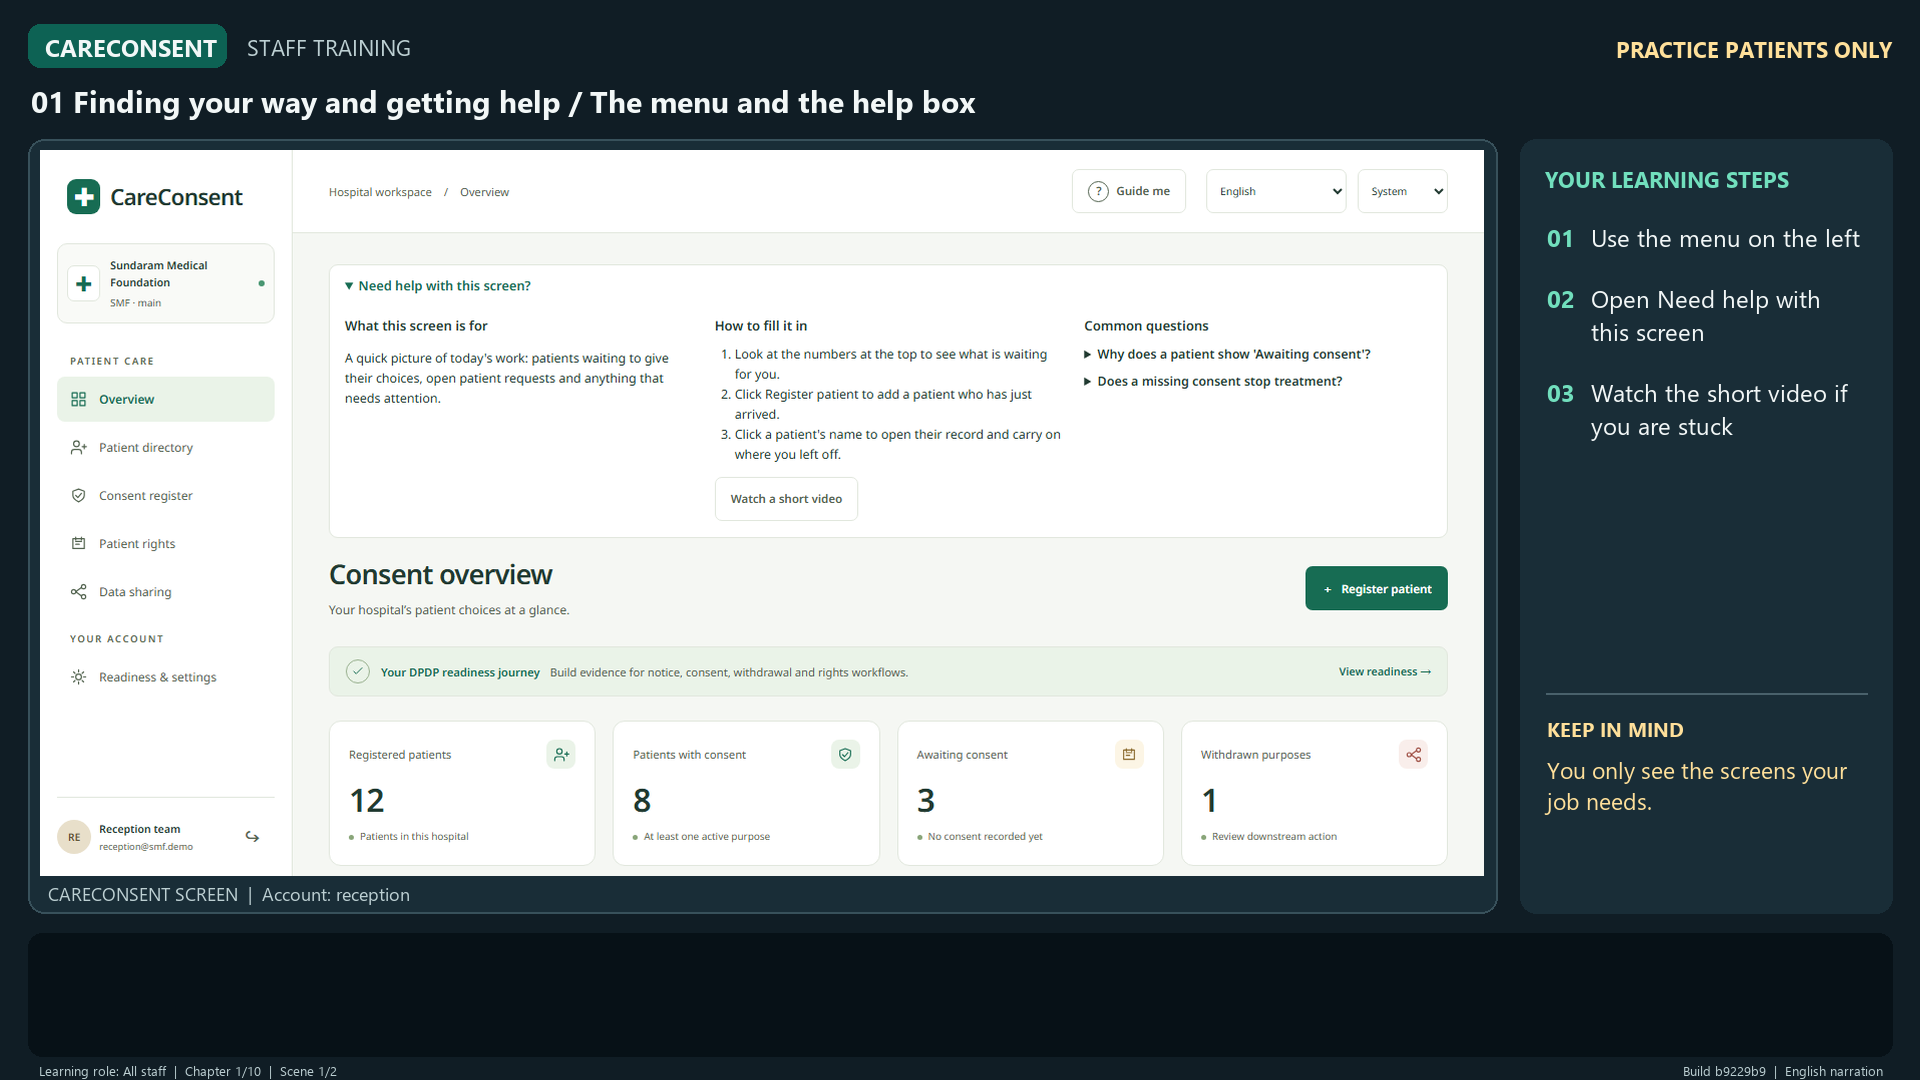 CARECONSENT STAFF TRAINING
PRACTICE PATIENTS ONLY
01 Finding your way and getting help / The menu and the help box
CareConsent
Sundaram Medical
Foundation
SMF · main
PATIENT CARE
Overview
Patient directory
Consent register
Patient rights
Data sharing
YOUR ACCOUNT
Readiness & settings
RE
Reception team
reception@smf.demo
Hospital workspace / Overview
? Guide me
English
System
▼ Need help with this screen?
What this screen is for
A quick picture of today's work: patients waiting to give
their choices, open patient requests and anything that
needs attention.
How to fill it in
1. Look at the numbers at the top to see what is waiting
for you.
2. Click Register patient to add a patient who has just
arrived.
3. Click a patient's name to open their record and carry on
where you left off.
Watch a short video
Common questions
▶ Why does a patient show 'Awaiting consent'?
▶ Does a missing consent stop treatment?
Consent overview
Your hospital's patient choices at a glance.
+ Register patient
Your DPDP readiness journey Build evidence for notice, consent, withdrawal and rights workflows.
View readiness →
Registered patients
12
Patients in this hospital
Patients with consent
8
At least one active purpose
Awaiting consent
3
No consent recorded yet
Withdrawn purposes
1
Review downstream action
CARECONSENT SCREEN | Account: reception
YOUR LEARNING STEPS
01 Use the menu on the left
02 Open Need help with
this screen
03 Watch the short video if
you are stuck
KEEP IN MIND
You only see the screens your
job needs.
Learning role: All staff | Chapter 1/10 | Scene 1/2
Build b9229b9 | English narration